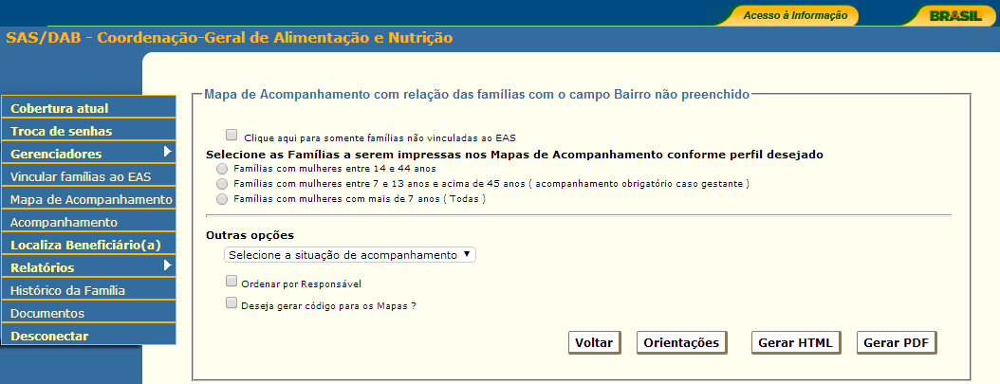 Acesso à Informação
BRASIL
SAS/DAB - Coordenação-Geral de Alimentação e Nutrição
Cobertura atual
Troca de senhas
Gerenciadores
Vincular famílias ao EAS
Mapa de Acompanhamento
Acompanhamento
Localiza Beneficiário(a)
Relatórios
Histórico da Família
Documentos
Desconectar
Mapa de Acompanhamento com relação das famílias com o campo Bairro não preenchido
Clique aqui para somente famílias não vinculadas ao EAS
Selecione as Famílias a serem impressas nos Mapas de Acompanhamento conforme perfil desejado
Famílias com mulheres entre 14 e 44 anos
Famílias com mulheres entre 7 e 13 anos e acima de 45 anos ( acompanhamento obrigatório caso gestante )
Famílias com mulheres com mais de 7 anos ( Todas )
Outras opções
Selecione a situação de acompanhamento
Ordenar por Responsável
Deseja gerar código para os Mapas ?
Voltar Orientações Gerar HTML Gerar PDF